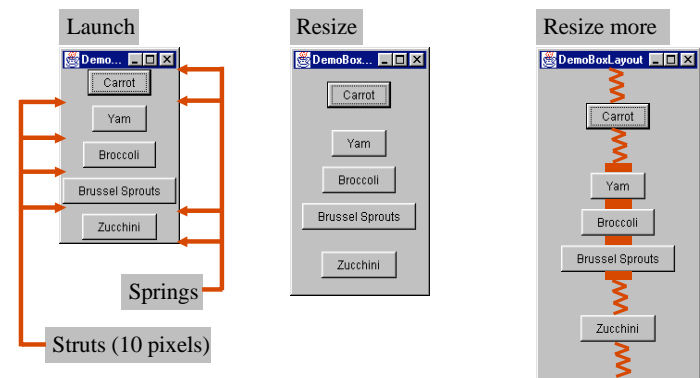 Launch
Resize
Resize more
Demo...
DemoBox...
DemoBoxLayout
Carrot
Yam
Broccoli
Brussel Sprouts
Zucchini
Carrot
Yam
Broccoli
Brussel Sprouts
Zucchini
Carrot
Yam
Broccoli
Brussel Sprouts
Zucchini
Springs
Struts (10 pixels)